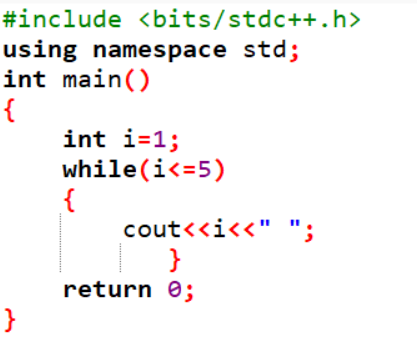 #include <bits/stdc++.h>
using namespace std;
int main()
{
    int i=1;
    while(i<=5)
    {
        cout<<i<<" ";
           }
    return 0;
}